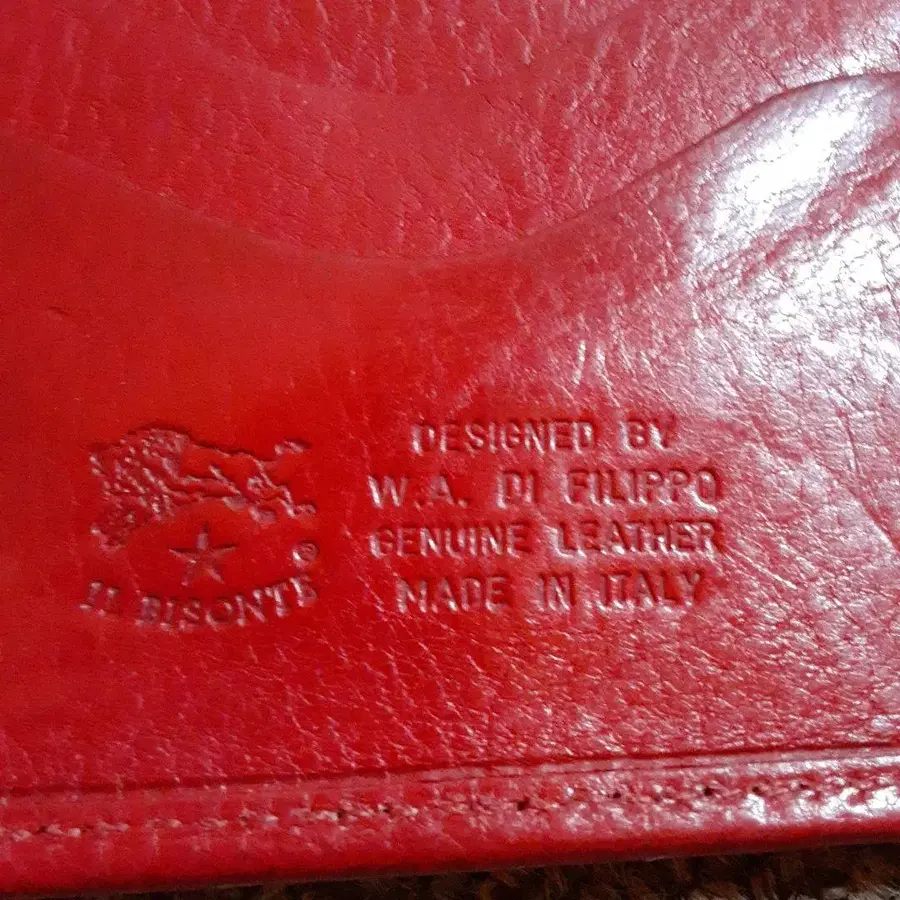 ®
IL BISONTE
DESIGNED BY
W.A. DI FILIPPO
GENUINE LEATHER
MADE IN ITALY